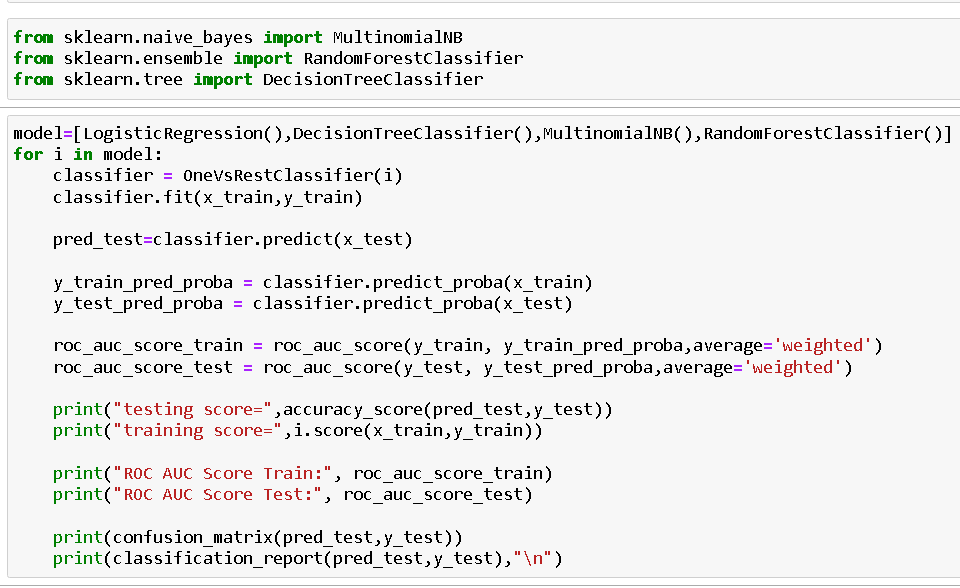 from sklearn.naive_bayes import MultinomialNB
from sklearn.ensemble import RandomForestClassifier
from sklearn.tree import DecisionTreeClassifier
model=[LogisticRegression(),DecisionTreeClassifier(),MultinomialNB(),RandomForestClassifier()]
for i in model:
    classifier = OneVsRestClassifier(i)
    classifier.fit(x_train,y_train)
    pred_test=classifier.predict(x_test)
    y_train_pred_proba = classifier.predict_proba(x_train)
    y_test_pred_proba = classifier.predict_proba(x_test)
    roc_auc_score_train = roc_auc_score(y_train, y_train_pred_proba,average='weighted')
    roc_auc_score_test = roc_auc_score(y_test, y_test_pred_proba,average='weighted')
    print("testing score=",accuracy_score(pred_test,y_test))
    print("training score=",i.score(x_train,y_train))
    print("ROC AUC Score Train:", roc_auc_score_train)
    print("ROC AUC Score Test:", roc_auc_score_test)
    print(confusion_matrix(pred_test,y_test))
    print(classification_report(pred_test,y_test),"\n")